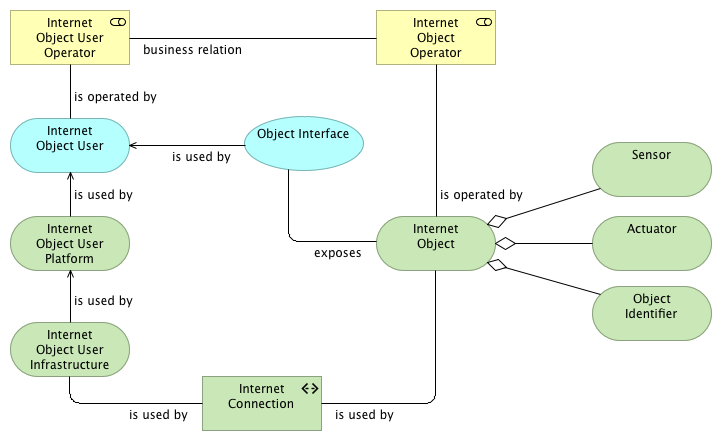 Internet
Object User
Operator
business relation
Internet
Object
Operator
is operated by
Internet
Object User
is used by
Object Interface
Sensor
is used by
Internet
Object User
Platform
exposes
is operated by
Internet
Object
Actuator
is used by
Object
Identifier
Internet
Object User
Infrastructure
is used by
Internet
Connection
is used by